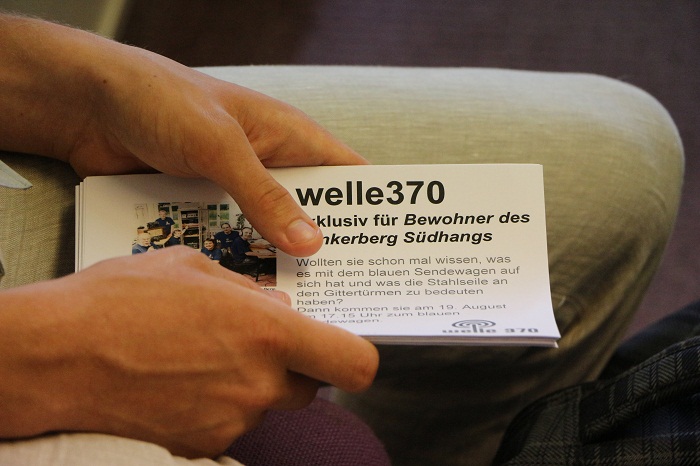 welle370
xklusiv für Bewohner des
nkerberg Südhangs
Wollten sie schon mal wissen, was
es mit dem blauen Sendewagen auf
sich hat und was die Stahlseile an
den Gittertürmen zu bedeuten
haben?
Dann kommen sie am 19. August
17.15 Uhr zum blauen
ndewagen.
welle 370